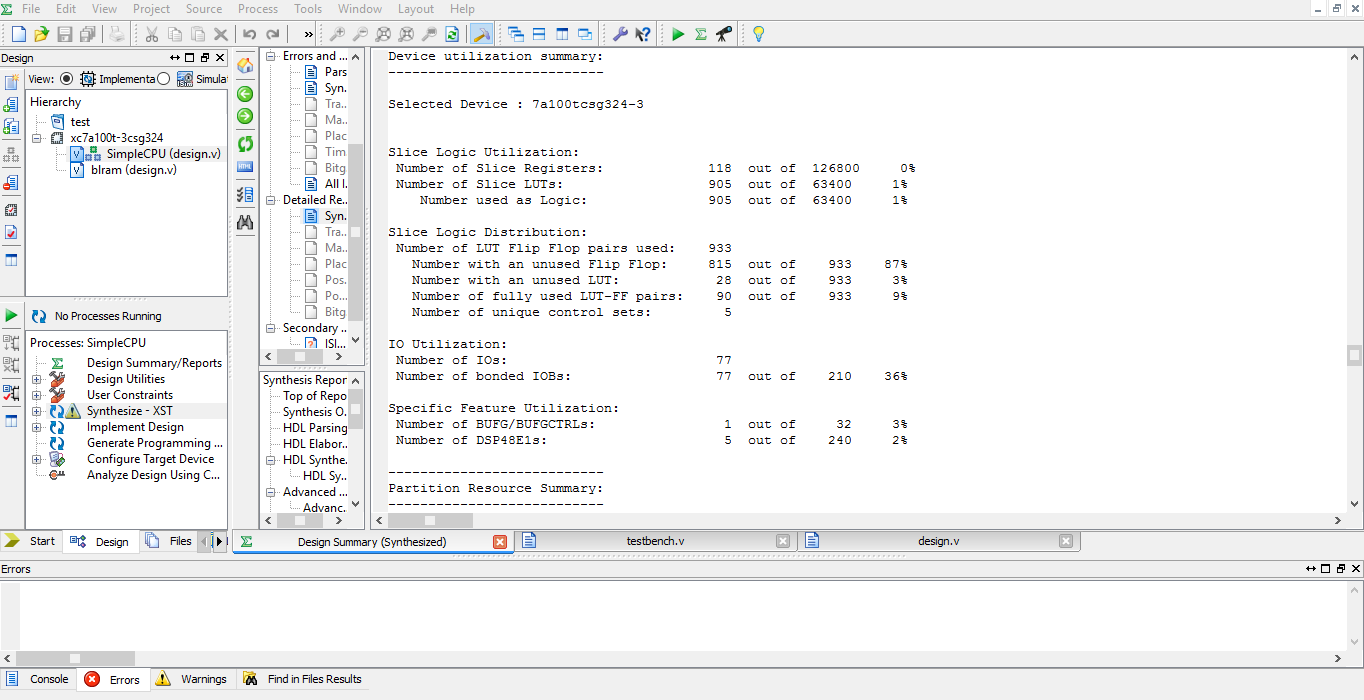 File Edit View Project Source Process Tools Window Layout Help
Design
View: Implementa Simula
Hierarchy
test
xc7a100t-3csg324
SimpleCPU (design.v)
blram (design.v)
No Processes Running
Processes: SimpleCPU
Design Summary/Reports
Design Utilities
User Constraints
Synthesize - XST
Implement Design
Generate Programming ...
Configure Target Device
Analyze Design Using C...
Start Design Files
Errors and ...
Pars
Syn.
Tra..
Ma..
Plac
Tim
Bitg
All I.
Detailed Re..
Syn.
Tra..
Ma..
Plac
Pos.
Po...
Bitg
Secondary ..
ISI...
Synthesis Repor
Top of Repo
Synthesis O.
HDL Parsing
HDL Elabor..
HDL Synthe.
HDL Sy..
Advanced ...
Advanc.
Device utilization summary:
---------------------------
Selected Device : 7a100tcsg324-3
Slice Logic Utilization:
Number of Slice Registers: 118 out of 126800 0%
Number of Slice LUTs: 905 out of 63400 1%
Number used as Logic: 905 out of 63400 1%
Slice Logic Distribution:
Number of LUT Flip Flop pairs used: 933
Number with an unused Flip Flop: 815 out of 933 87%
Number with an unused LUT: 28 out of 933 3%
Number of fully used LUT-FF pairs: 90 out of 933 9%
Number of unique control sets: 5
IO Utilization:
Number of IOs: 77
Number of bonded IOBs: 77 out of 210 36%
Specific Feature Utilization:
Number of BUFG/BUFGCTRLs: 1 out of 32 3%
Number of DSP48E1s: 5 out of 240 2%
---------------------------
Partition Resource Summary:
---------------------------
Design Summary (Synthesized) testbench.v design.v
Errors
Console Errors Warnings Find in Files Results